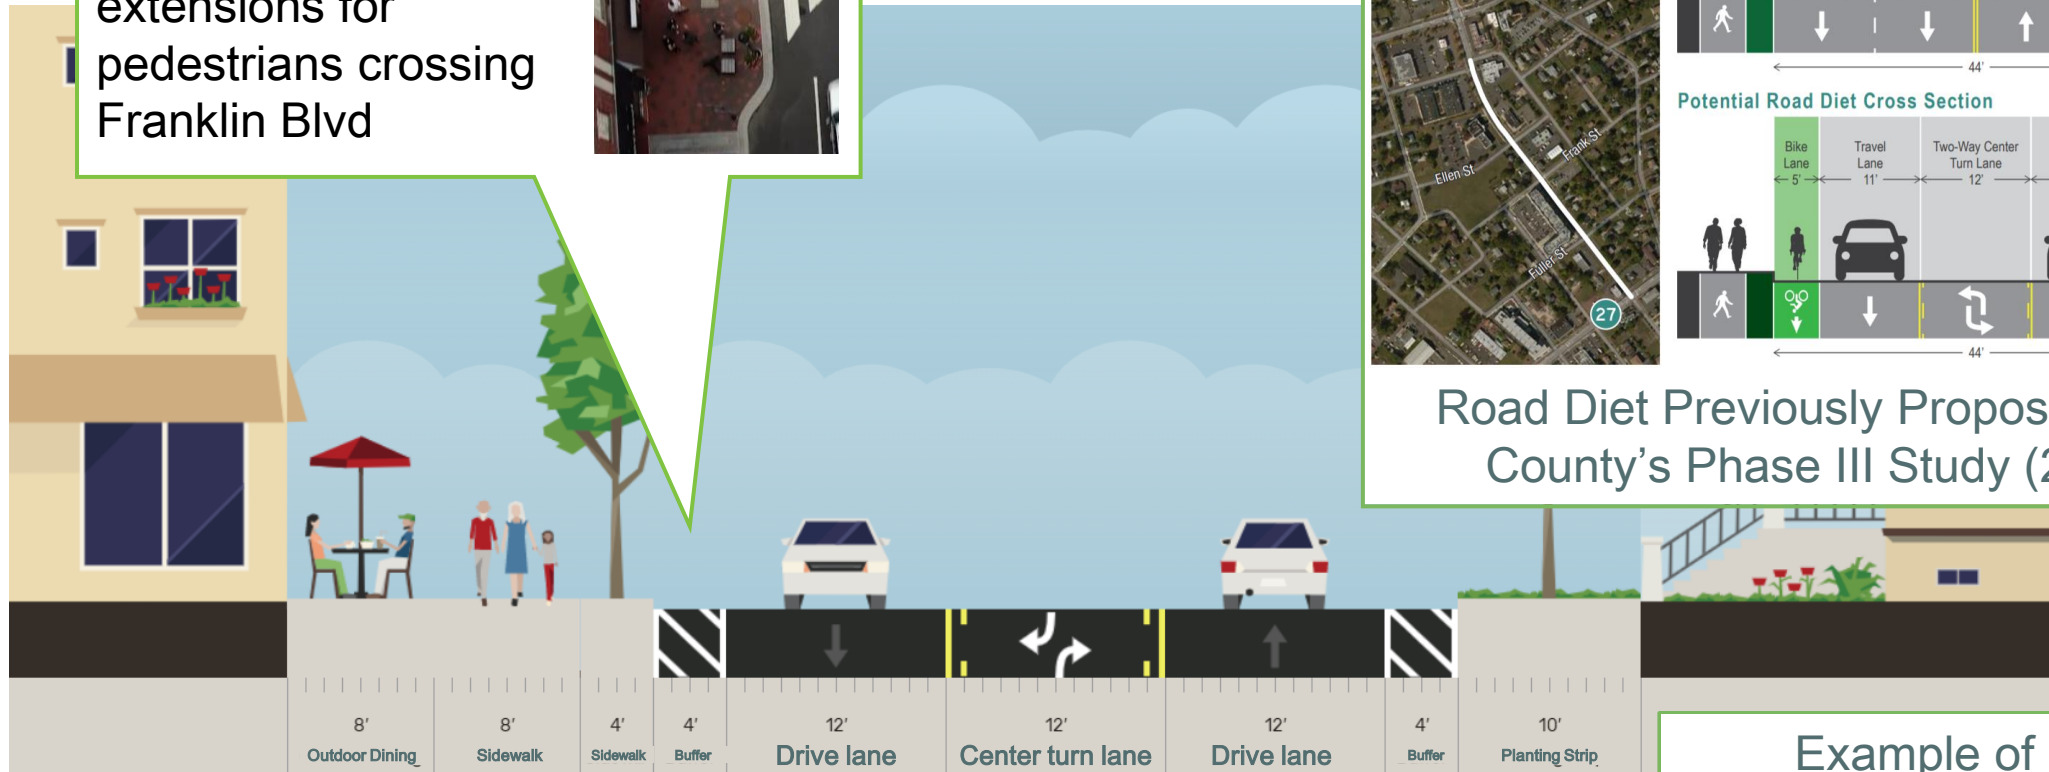 extensions for
pedestrians crossing
Franklin Blvd
Ellen St
Frank St
Fuller St
27
44'
Potential Road Diet Cross Section
Bike
Lane
5'
Travel
Lane
11'
Two-Way Center
Turn Lane
12'
44'
Road Diet Previously Propos
County's Phase III Study (2
8'
Outdoor Dining
8'
Sidewalk
4'
Sidewalk
4'
Buffer
12'
Drive lane
12'
Center turn lane
12'
Drive lane
4'
Buffer
10'
Planting Strip
Example of